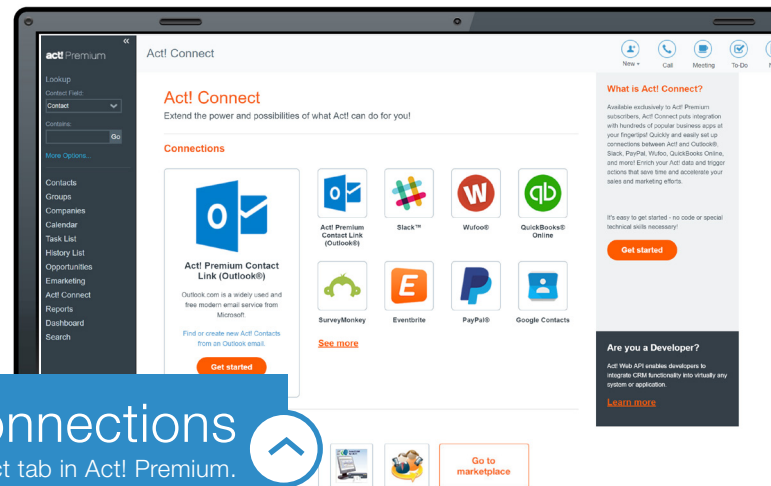 «
act! Premium
Act! Connect
New
Call
Meeting
To-Do
Lookup
Contact Field:
Contact
Contains:
Go
More Options...
Contacts
Groups
Companies
Calendar
Task List
History List
Opportunities
Emarketing
Act! Connect
Reports
Dashboard
Search
Act! Connect
Extend the power and possibilities of what Act! can do for you!
Connections
Act! Premium Contact
Link (Outlook®)
Outlook.com is a widely used and
free modern email service from
Microsoft
Find or create new Act! Contacts
from an Outlook email.
Get started
Act! Premium
Contact Link
(Outlook®)
Slack™
Wufoo®
QuickBooks®
Online
SurveyMonkey
Eventbrite
PayPal®
Google Contacts
See more
What is Act! Connect?
Available exclusively to Act! Premium
subscribers, Act! Connect puts integration
with hundreds of popular business apps at
your fingertips! Quickly and easily set up
connections between Act! and Outlook®,
Slack, PayPal, Wufoo, QuickBooks Online,
and more! Enrich your Act! data and trigger
actions that save time and accelerate your
sales and marketing efforts.
It's easy to get started - no code or special
technical skills necessary!
Get started
Are you a Developer?
Act! Web API enables developers to
integrate CRM functionality into virtually any
system or application.
Learn more
onnections
ct tab in Act! Premium.
Go to
marketplace